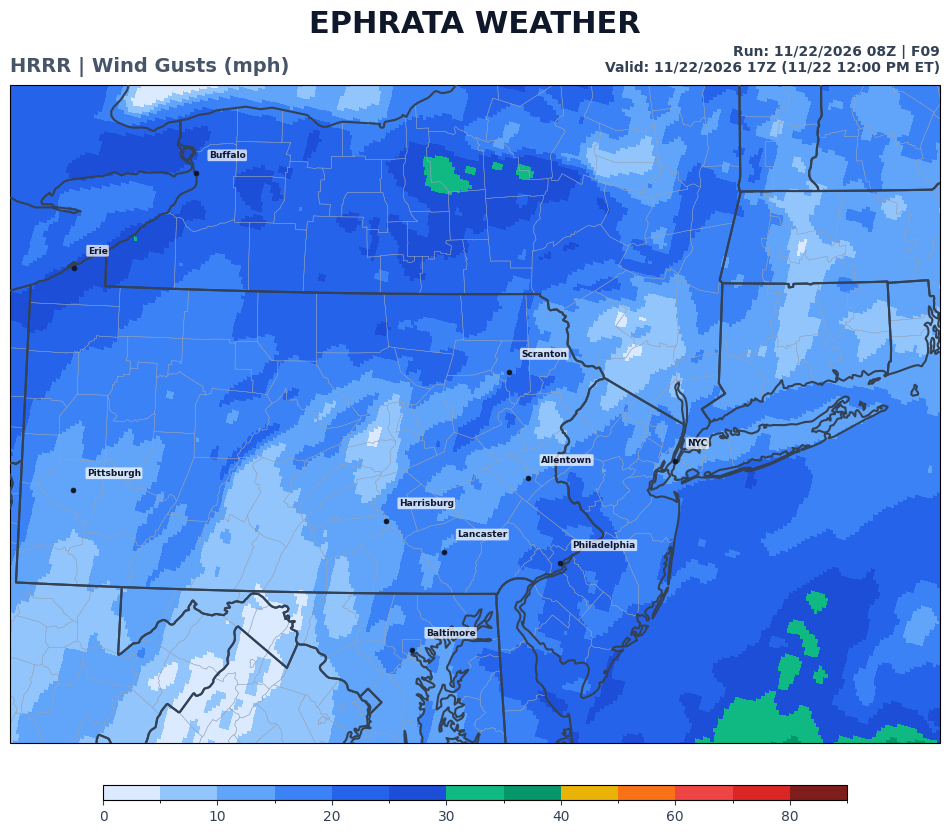 EPHRATA WEATHER
HRRR | Wind Gusts (mph)
Run: 11/22/2026 08Z | F09
Valid: 11/22/2026 17Z (11/22 12:00 PM ET)
Buffalo
Erie
Scranton
NYC
Allentown
Pittsburgh
Harrisburg
Lancaster
Philadelphia
Baltimore
0 10 20 30 40 60 80